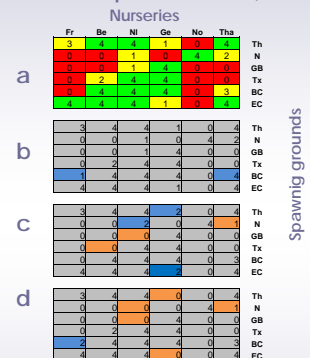 Nurseries
Fr Be Nl Ge No Tha
a
3 4 4 1 0 4 Th
0 0 1 0 4 2 N
0 0 1 4 0 0 GB
0 2 4 4 0 0 Tx
0 4 4 4 0 3 BC
4 4 4 1 0 4 EC
b
3 4 4 1 0 4 Th
0 0 1 0 4 2 N
0 0 1 4 0 0 GB
0 2 4 4 0 0 Tx
1 4 4 4 0 4 BC
4 4 4 1 0 4 EC
c
3 4 4 2 0 4 Th
0 0 2 0 4 1 N
0 0 0 4 0 0 GB
0 0 4 4 0 0 Tx
0 4 4 4 0 3 BC
4 4 4 2 0 4 EC
d
3 4 4 0 0 4 Th
0 0 0 0 4 1 N
0 0 0 4 0 0 GB
0 2 4 4 0 0 Tx
2 4 4 4 0 3 BC
4 4 4 0 0 4 EC
Spawnig grounds